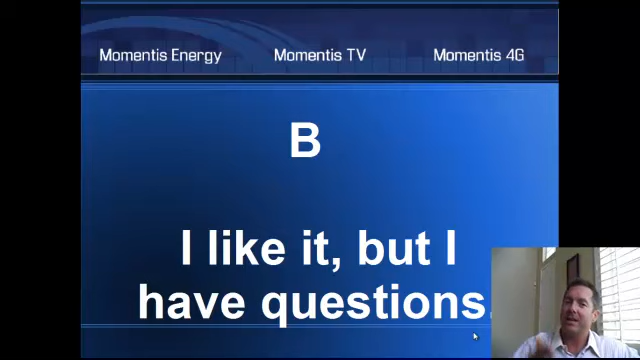 Momentis Energy Momentis TV Momentis 4G
B
I like it, but I
have questions.